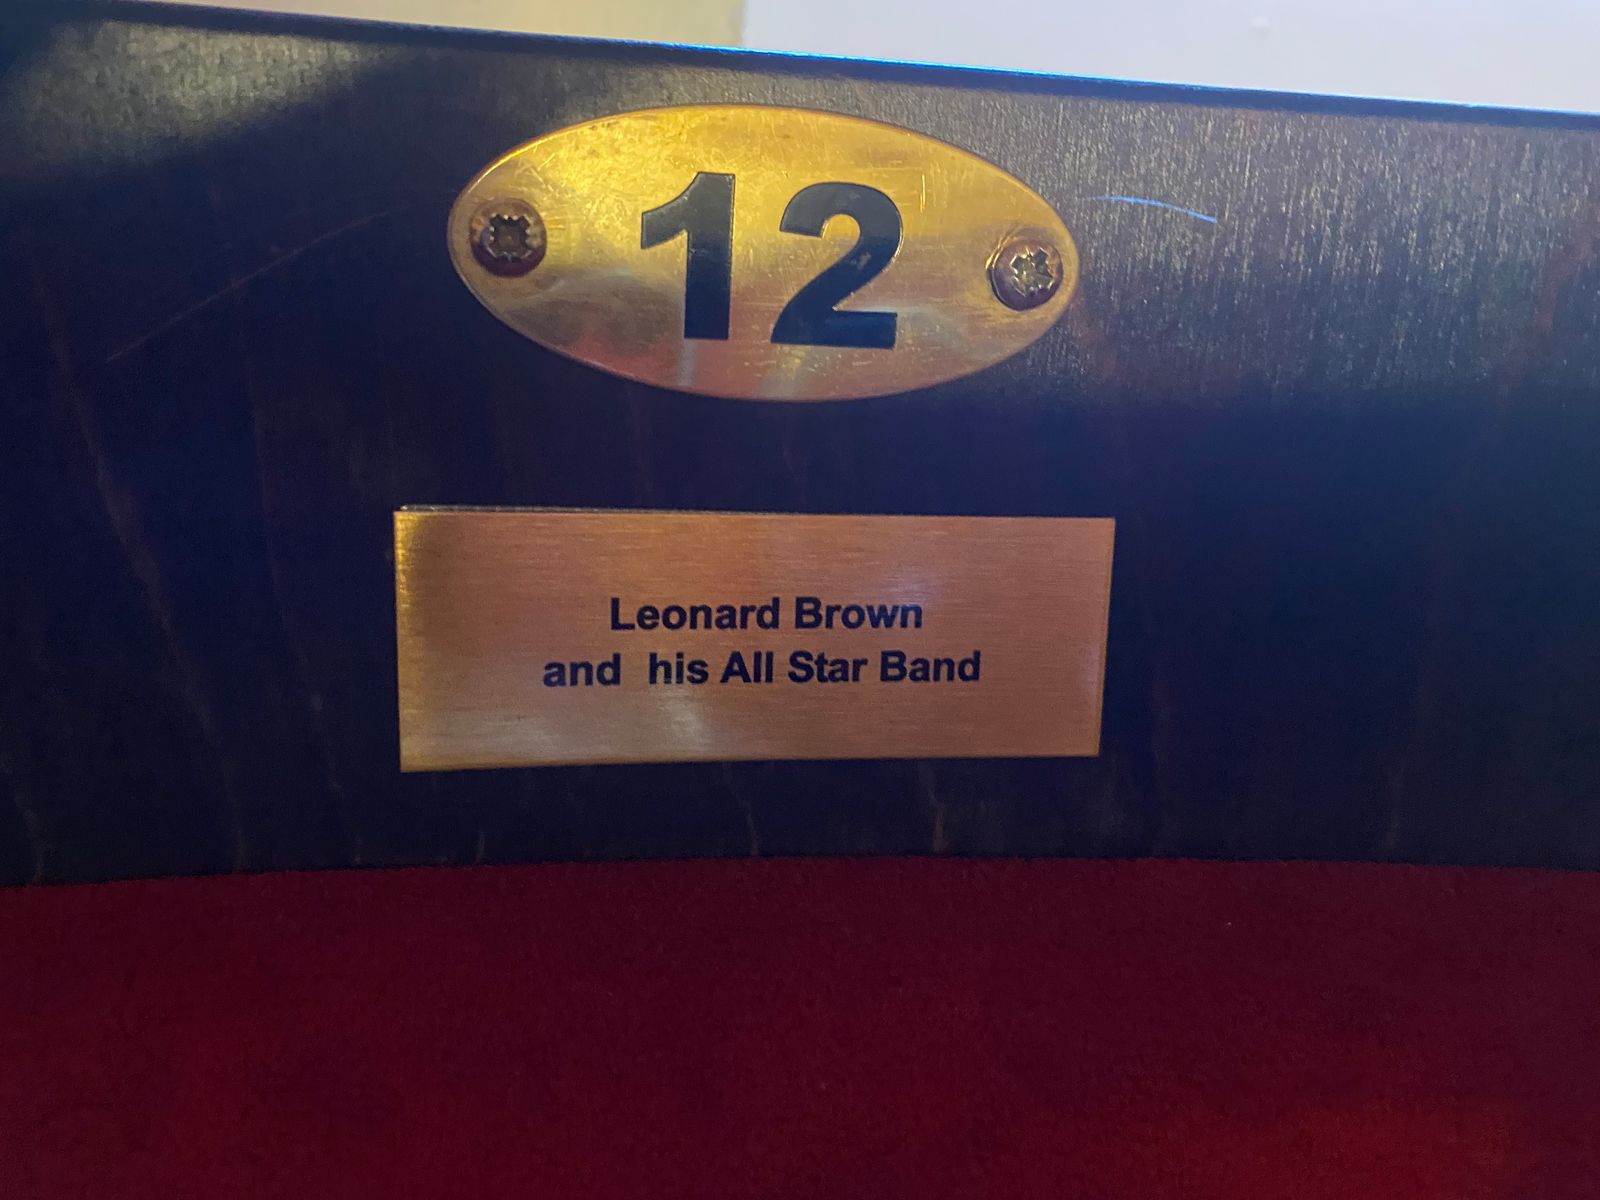 12
Leonard Brown
and his All Star Band